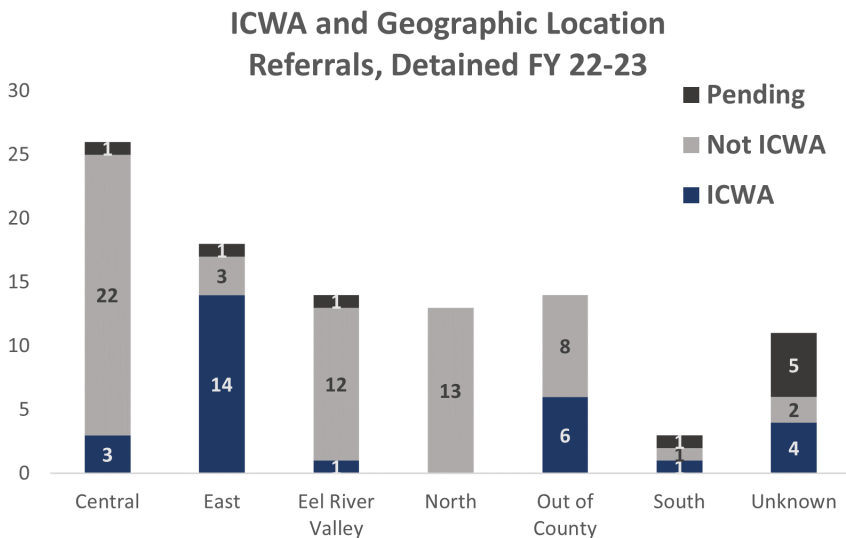 ICWA and Geographic Location
Referrals, Detained FY 22-23
Pending
Not ICWA
ICWA
30
25
20
15
10
5
0
1
22
3
1
3
14
1
12
1
13
8
6
1
1
1
5
2
4
Central
East
Eel River
Valley
North
Out of
County
South
Unknown